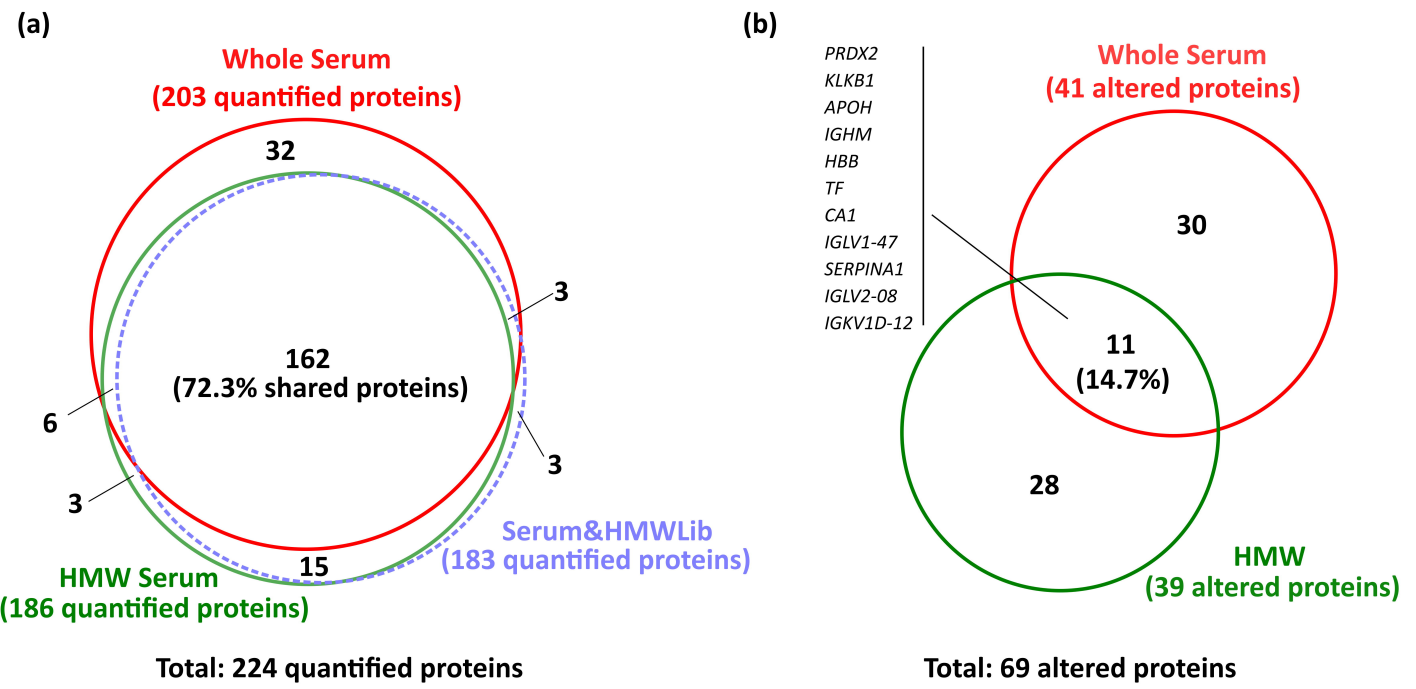 (a)
Whole Serum
(203 quantified proteins)
32
3
162
(72.3% shared proteins)
6
3
3
Serum&HMWLib
(183 quantified proteins)
15
HMW Serum
(186 quantified proteins)
Total: 224 quantified proteins
(b)
PRDX2
KLKB1
APOH
IGHM
HBB
TF
CA1
IGLV1-47
SERPINA1
IGLV2-08
IGKV1D-12
Whole Serum
(41 altered proteins)
30
11
(14.7%)
28
HMW
(39 altered proteins)
Total: 69 altered proteins